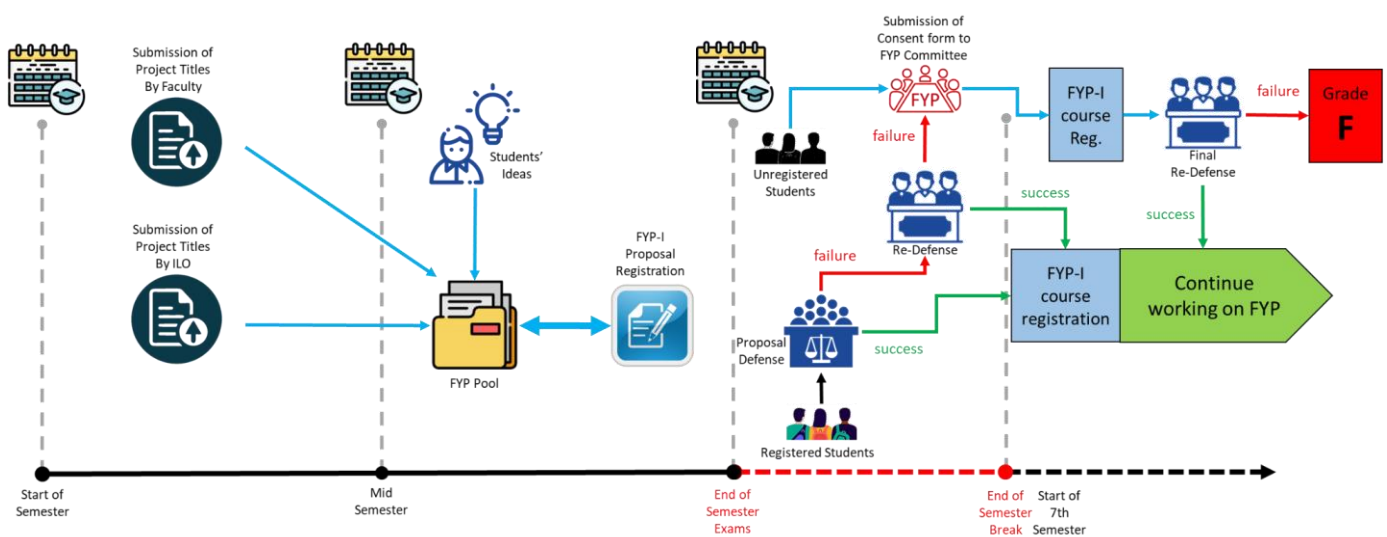 Submission of
Project Titles
By Faculty
Submission of
Project Titles
By ILO
Students'
Ideas
FYP Pool
FYP-I
Proposal
Registration
Submission of
Consent form to
FYP Committee
FYP
Unregistered
Students
failure
Re-Defense
failure
Proposal
Defense
success
Registered Students
FYP-I
course
Reg.
Final
Re-Defense
failure
Grade
F
success
success
FYP-I
course
registration
Continue
working on FYP
Start of
Semester
Mid
Semester
End of
Semester
Exams
End of
Semester
Break
Start of
7th
Semester